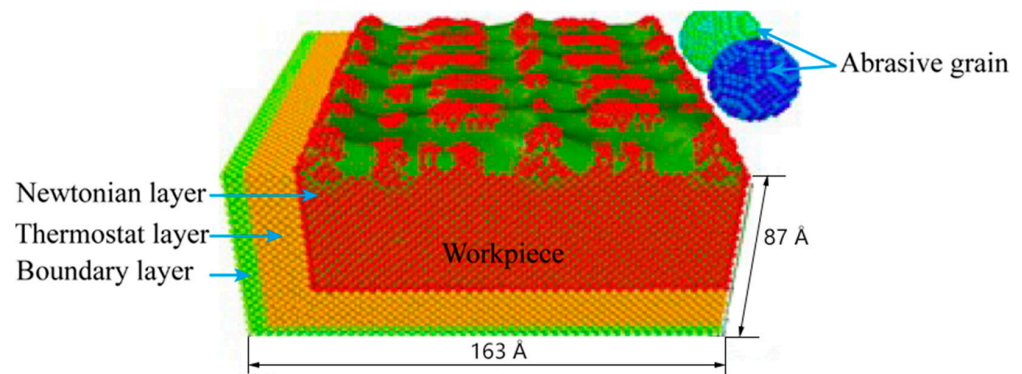 Abrasive grain
Newtonian layer
Thermostat layer
Boundary layer
Workpiece
87 Å
163 Å